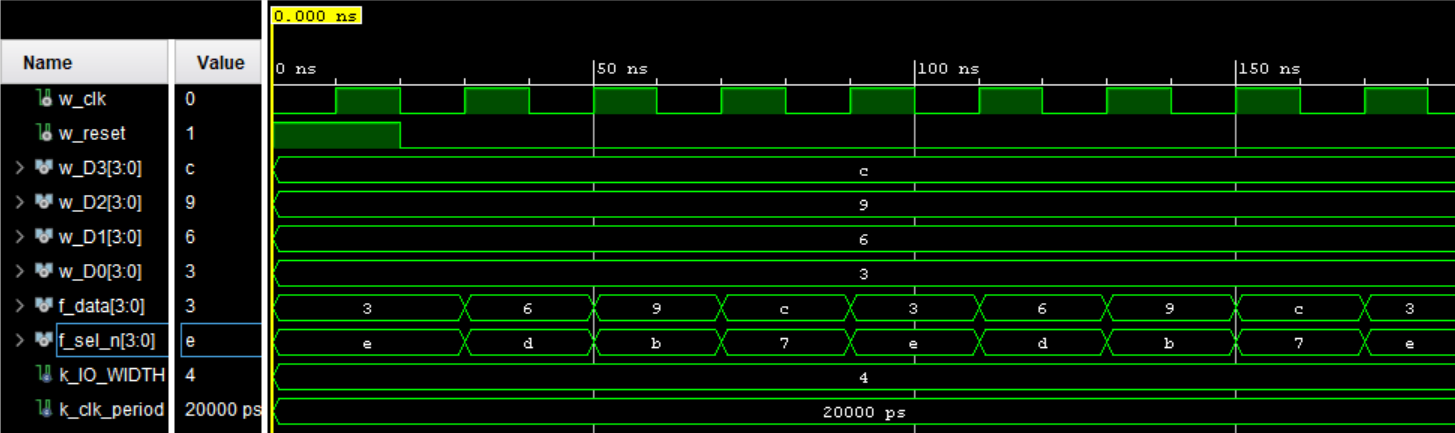 0.000 ns
Name Value
0 ns 50 ns 100 ns 150 ns
w_clk 0
w_reset 1
w_D3[3:0] c c
w_D2[3:0] 9 9
w_D1[3:0] 6 6
w_D0[3:0] 3 3
f_data[3:0] 3 3 6 9 c 3 6 9 c 3
f_sel_n[3:0] e e d b 7 e d b 7 e
k_IO_WIDTH 4 4
k_clk_period 20000 ps 20000 ps